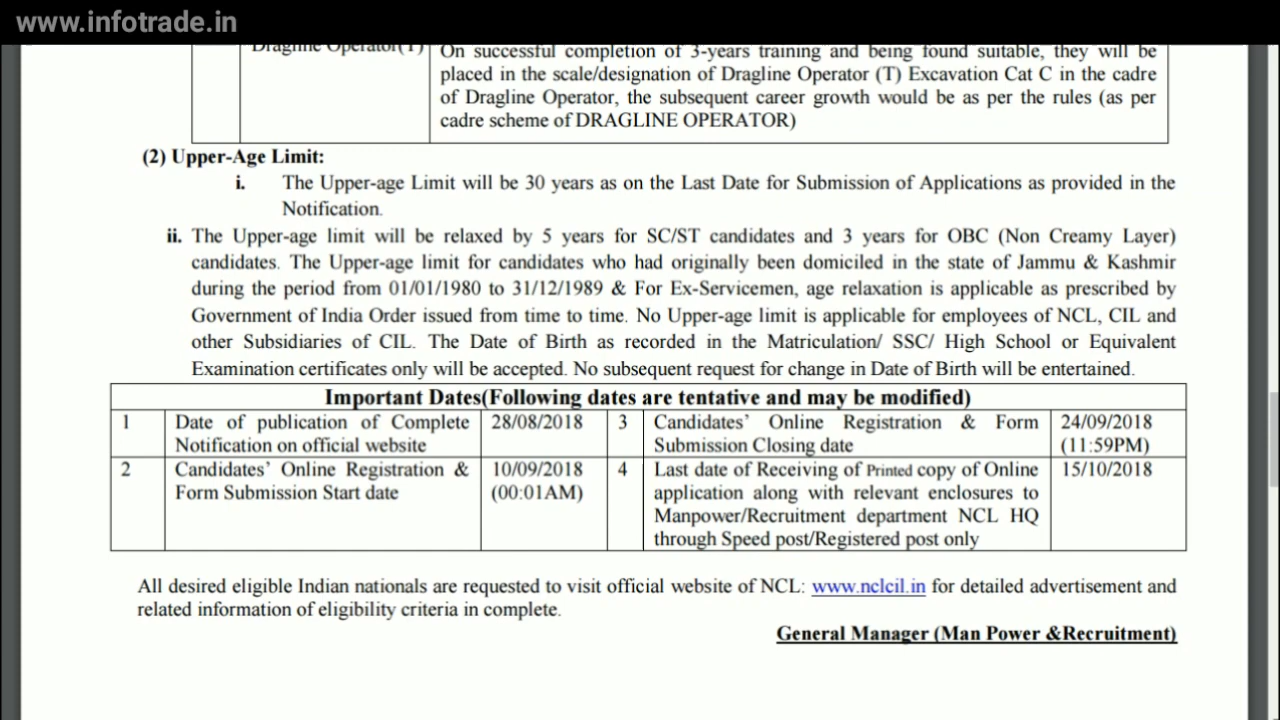 www.infotrade.in
Dragline Operator(T)
On successful completion of 3-years training and being found suitable, they will be
placed in the scale/designation of Dragline Operator (T) Excavation Cat C in the cadre
of Dragline Operator, the subsequent career growth would be as per the rules (as per
cadre scheme of DRAGLINE OPERATOR)
(2) Upper-Age Limit:
i. The Upper-age Limit will be 30 years as on the Last Date for Submission of Applications as provided in the
Notification.
ii. The Upper-age limit will be relaxed by 5 years for SC/ST candidates and 3 years for OBC (Non Creamy Layer)
candidates. The Upper-age limit for candidates who had originally been domiciled in the state of Jammu & Kashmir
during the period from 01/01/1980 to 31/12/1989 & For Ex-Servicemen, age relaxation is applicable as prescribed by
Government of India Order issued from time to time. No Upper-age limit is applicable for employees of NCL, CIL and
other Subsidiaries of CIL. The Date of Birth as recorded in the Matriculation/ SSC/ High School or Equivalent
Examination certificates only will be accepted. No subsequent request for change in Date of Birth will be entertained.
Important Dates(Following dates are tentative and may be modified)
1 Date of publication of Complete 28/08/2018 3 Candidates' Online Registration & Form 24/09/2018
Notification on official website Submission Closing date (11:59PM)
2 Candidates' Online Registration & 10/09/2018 4 Last date of Receiving of Printed copy of Online 15/10/2018
Form Submission Start date (00:01AM) application along with relevant enclosures to
Manpower/Recruitment department NCL HQ
through Speed post/Registered post only
All desired eligible Indian nationals are requested to visit official website of NCL: www.nclcil.in for detailed advertisement and
related information of eligibility criteria in complete.
General Manager (Man Power &Recruitment)